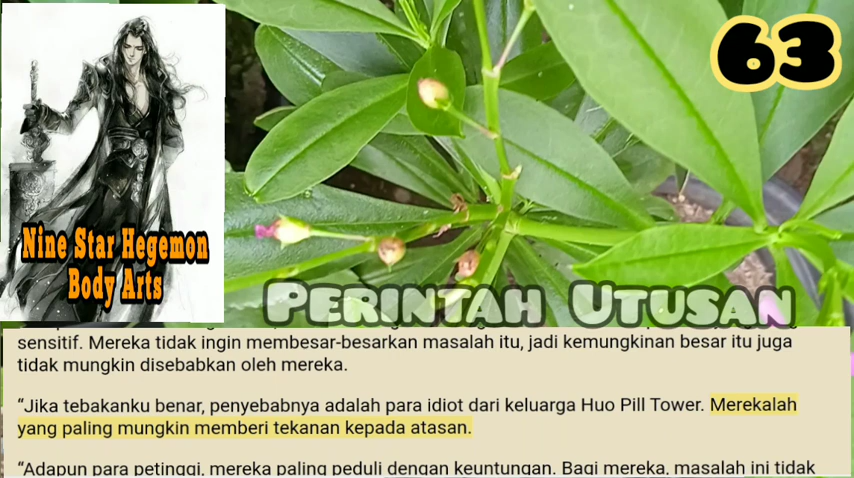 63
Nine Star Hegemon
Body Arts
PERINTAH UTUSAN
sensitif. Mereka tidak ingin membesar-besarkan masalah itu, jadi kemungkinan besar itu juga
tidak mungkin disebabkan oleh mereka.
“Jika tebakanku benar, penyebabnya adalah para idiot dari keluarga Huo Pill Tower. Merekalah
yang paling mungkin memberi tekanan kepada atasan.
“Adapun para petinggi, mereka paling peduli dengan keuntungan. Bagi mereka, masalah ini tidak